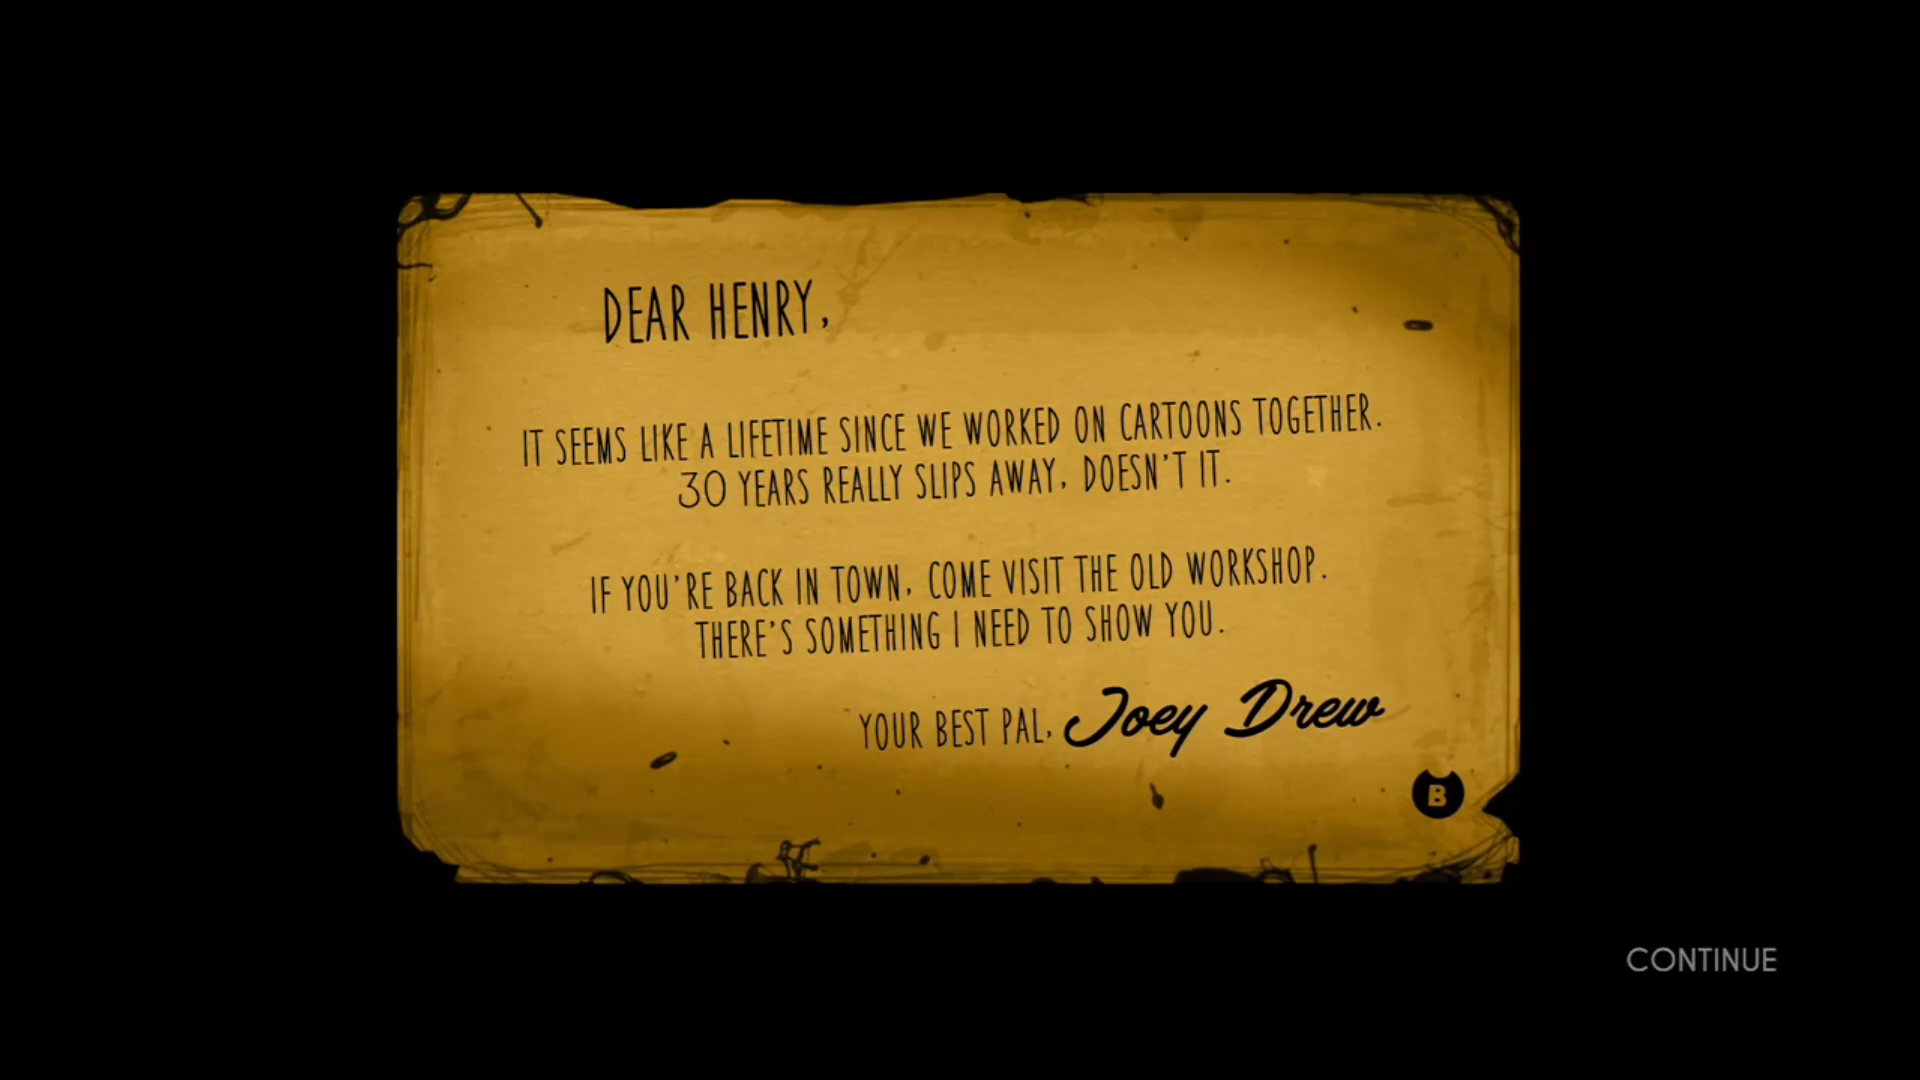 DEAR HENRY,
IT SEEMS LIKE A LIFETIME SINCE WE WORKED ON CARTOONS TOGETHER.
30 YEARS REALLY SLIPS AWAY, DOESN'T IT.
IF YOU'RE BACK IN TOWN, COME VISIT THE OLD WORKSHOP.
THERE'S SOMETHING I NEED TO SHOW YOU.
YOUR BEST PAL, Joey Drew
B
CONTINUE